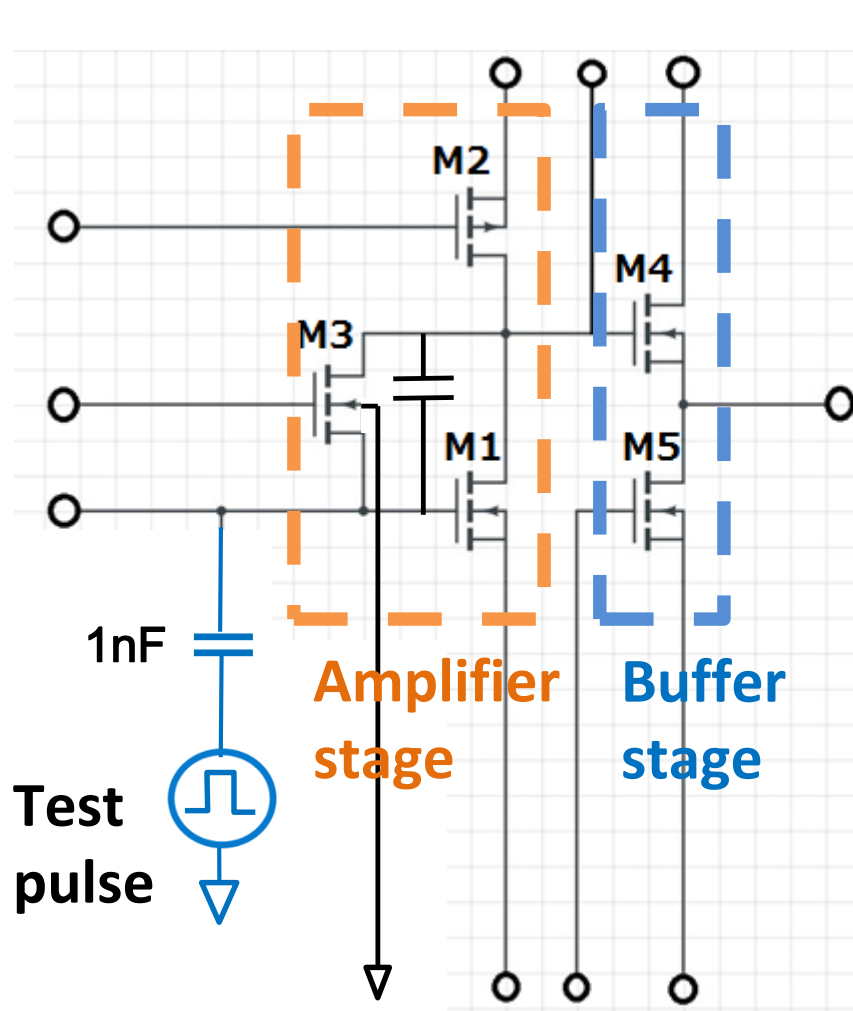 M2
M4
M3
M1
M5
1nF
Amplifier
stage
Buffer
stage
Test
pulse